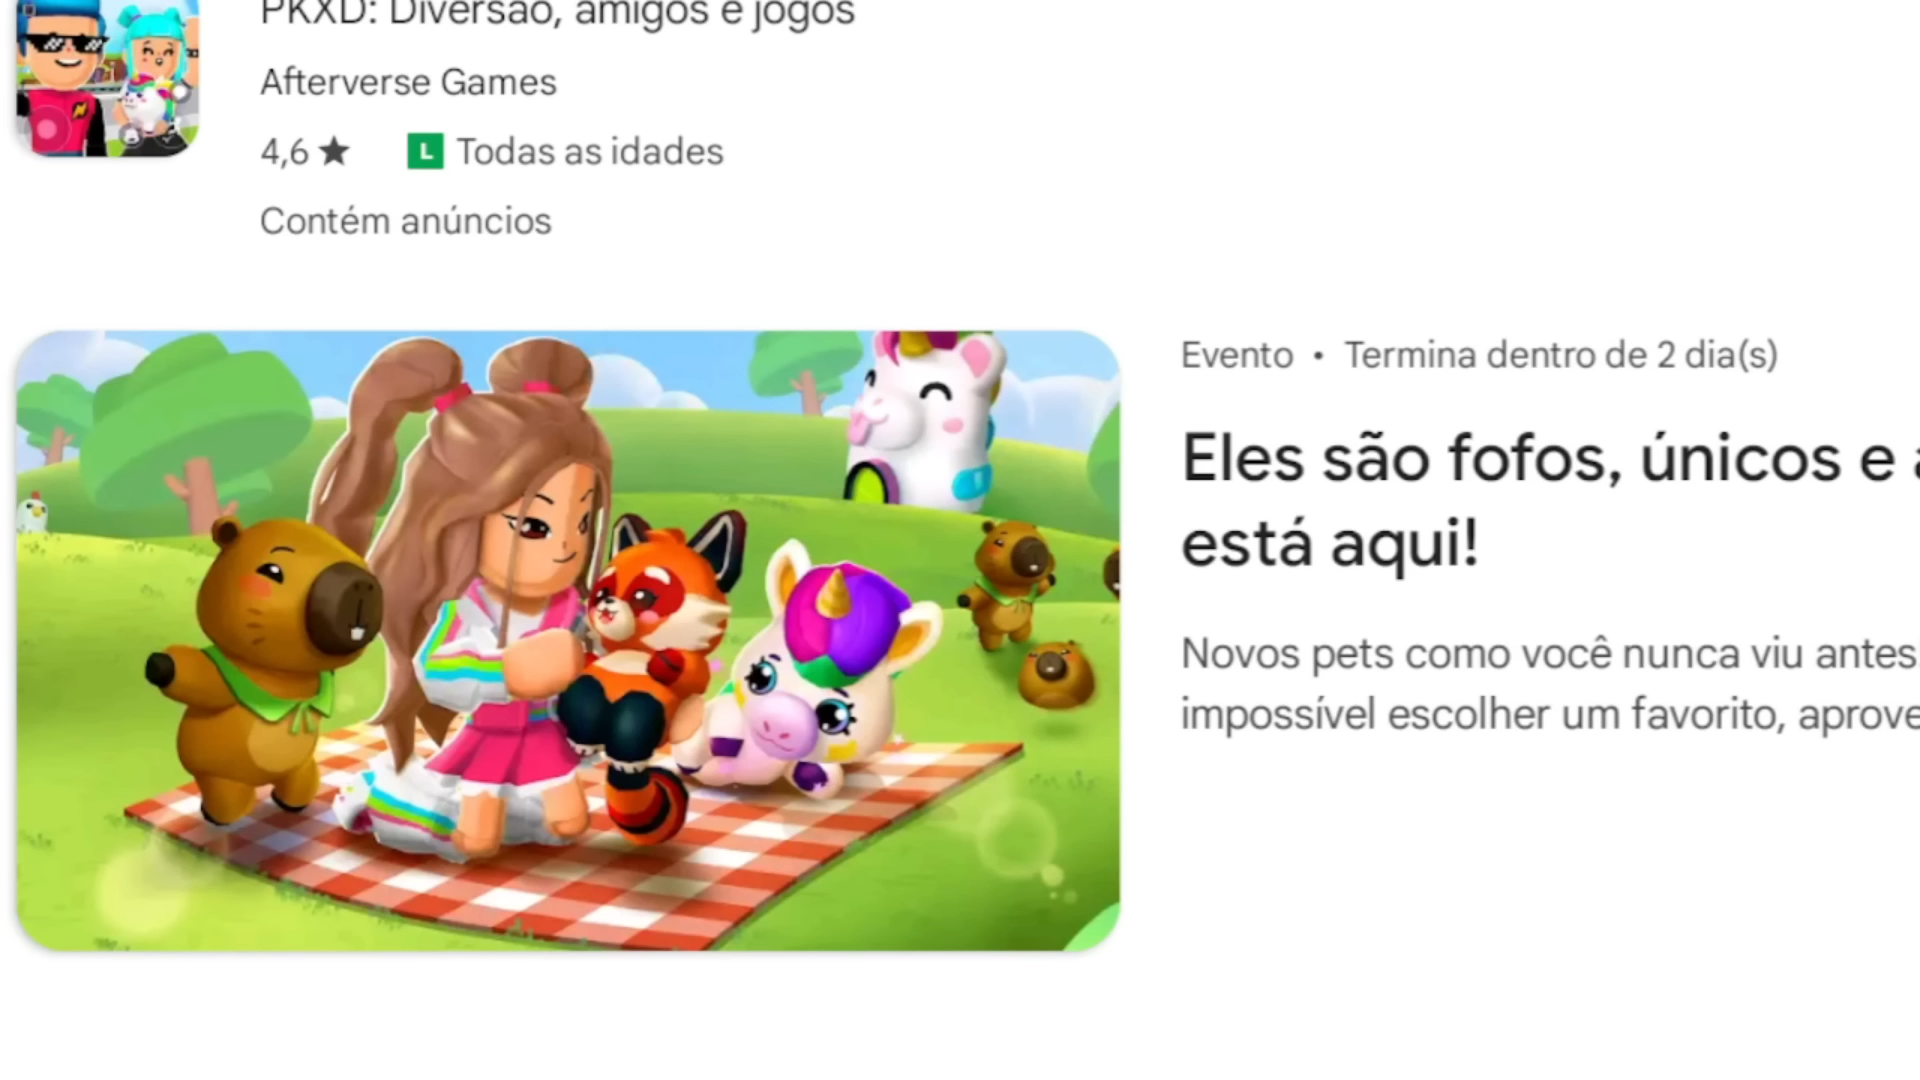 PKXD: Diversão, amigos e jogos
Afterverse Games
4,6 ★
L Todas as idades
Contém anúncios
Evento • Termina dentro de 2 dia(s)
Eles são fofos, únicos e
está aqui!
Novos pets como você nunca viu antes
impossível escolher um favorito,